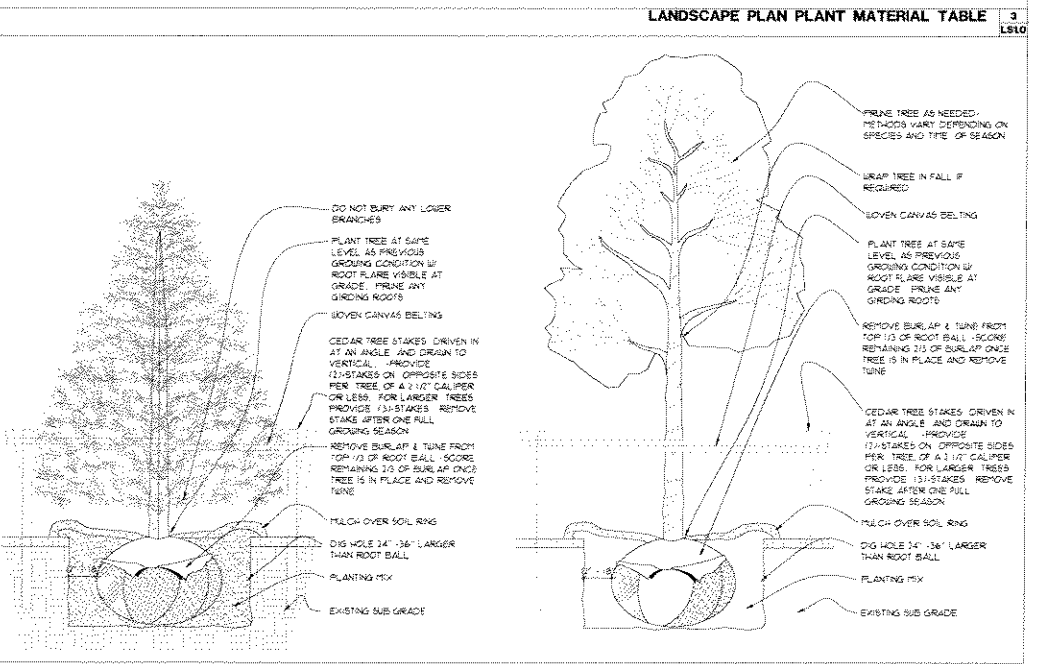 LANDSCAPE PLAN PLANT MATERIAL TABLE
3
LS1.0
DO NOT BURY ANY LOWER
BRANCHES
PLANT TREE AT SAME
LEVEL AS PREVIOUS
GROWING CONDITION W/
ROOT FLARE VISIBLE AT
GRADE, PRUNE ANY
GIRDING ROOTS
WOVEN CANVAS BELTING
CEDAR TREE STAKES DRIVEN IN
AT AN ANGLE AND DRAWN TO
VERTICAL. -PROVIDE
(2)-STAKES ON OPPOSITE SIDES
PER TREE, OF A 2 1/2" CALIPER
OR LESS. FOR LARGER TREES
PROVIDE (3)-STAKES REMOVE
STAKE AFTER ONE FULL
GROWING SEASON
REMOVE BURLAP & TWINE FROM
TOP 1/3 OF ROOT BALL -SCORE
REMAINING 2/3 OF BURLAP ONCE
TREE IS IN PLACE AND REMOVE
TWINE
MULCH OVER SOIL RING
DIG HOLE 24" -36" LARGER
THAN ROOT BALL
PLANTING MIX
EXISTING SUB GRADE
PRUNE TREE AS NEEDED-
METHODS VARY DEPENDING ON
SPECIES AND TIME OF SEASON
WRAP TREE IN FALL IF
REQUIRED
WOVEN CANVAS BELTING
PLANT TREE AT SAME
LEVEL AS PREVIOUS
GROWING CONDITION W/
ROOT FLARE VISIBLE AT
GRADE PRUNE ANY
GIRDING ROOTS
REMOVE BURLAP & TWINE FROM
TOP 1/3 OF ROOT BALL -SCORE
REMAINING 2/3 OF BURLAP ONCE
TREE IS IN PLACE AND REMOVE
TWINE
CEDAR TREE STAKES DRIVEN IN
AT AN ANGLE AND DRAWN TO
VERTICAL -PROVIDE
(2)-STAKES ON OPPOSITE SIDES
PER TREE, OF A 2 1/2" CALIPER
OR LESS. FOR LARGER TREES
PROVIDE (3)-STAKES REMOVE
STAKE AFTER ONE FULL
GROWING SEASON
MULCH OVER SOIL RING
DIG HOLE 24" -36" LARGER
THAN ROOT BALL
PLANTING MIX
EXISTING SUB GRADE